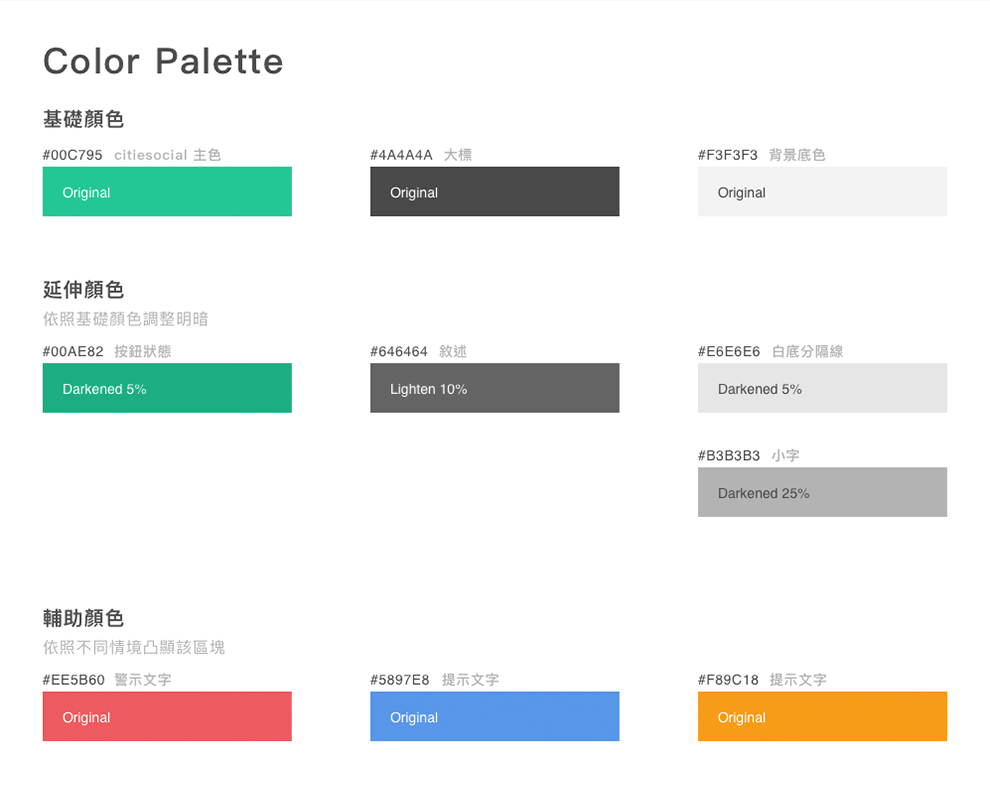 Color Palette
基礎顏色
#00C795 citiesocial 主色
Original
#4A4A4A 大標
Original
#F3F3F3 背景底色
Original
延伸顏色
依照基礎顏色調整明暗
#00AE82 按鈕狀態
Darkened 5%
#646464 敘述
Lighten 10%
#E6E6E6 白底分隔線
Darkened 5%
#B3B3B3 小字
Darkened 25%
輔助顏色
依照不同情境凸顯該區塊
#EE5B60 警示文字
Original
#5897E8 提示文字
Original
#F89C18 提示文字
Original